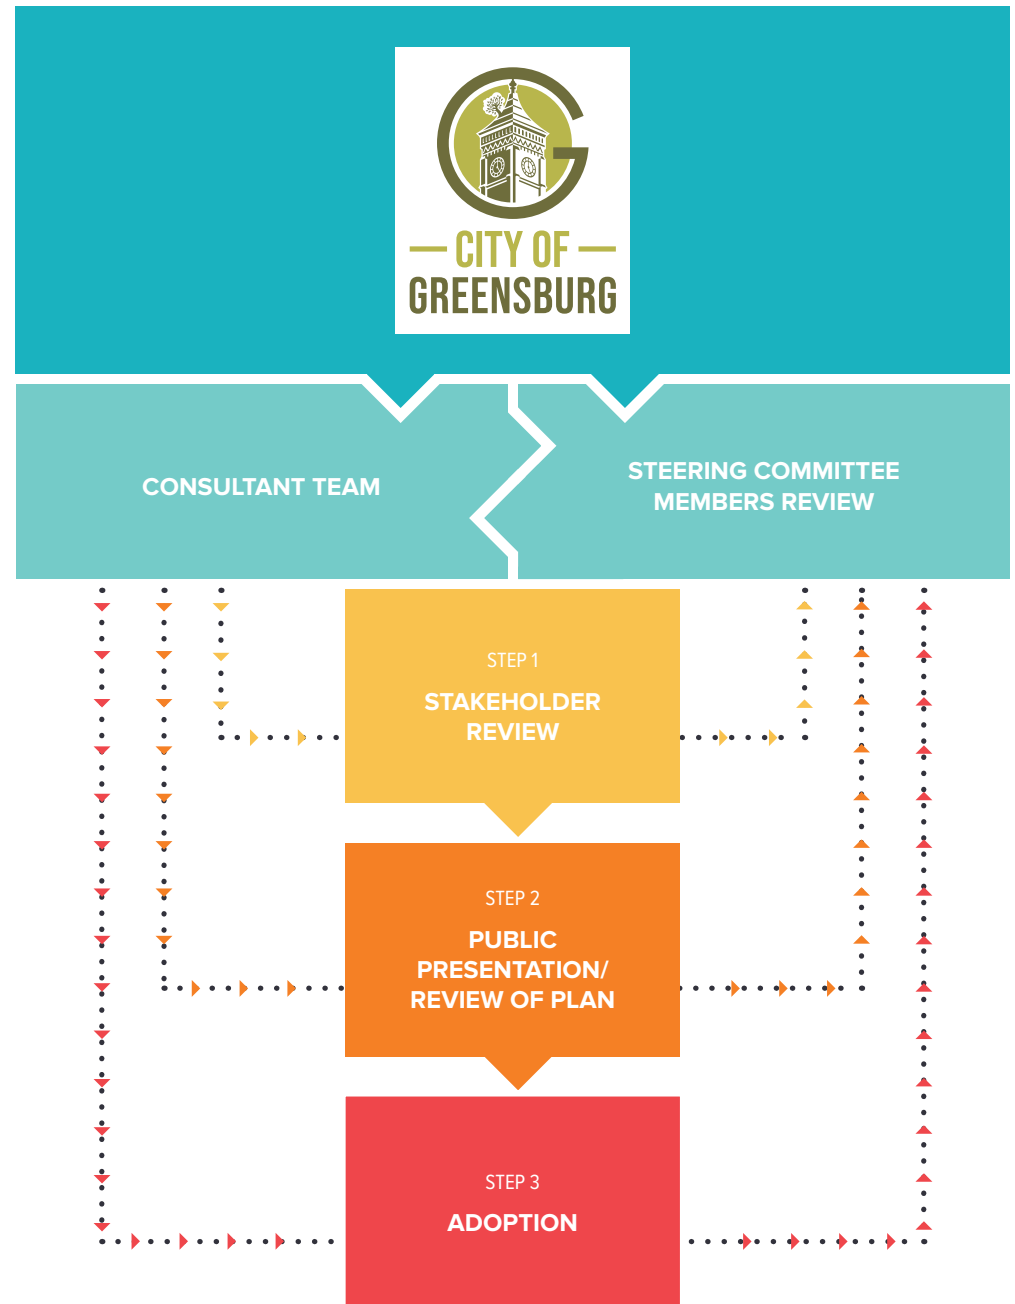 CITY OF
GREENSBURG
CONSULTANT TEAM
STEERING COMMITTEE
MEMBERS REVIEW
STEP 1
STAKEHOLDER
REVIEW
STEP 2
PUBLIC
PRESENTATION/
REVIEW OF PLAN
STEP 3
ADOPTION